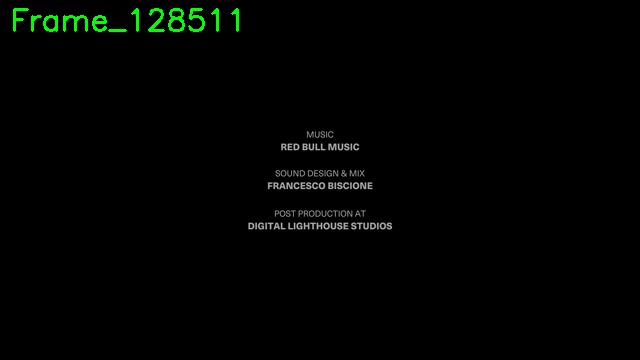 Frame_128511
MUSIC
RED BULL MUSIC
SOUND DESIGN & MIX
FRANCESCO BISCIONE
POST PRODUCTION AT
DIGITAL LIGHTHOUSE STUDIOS